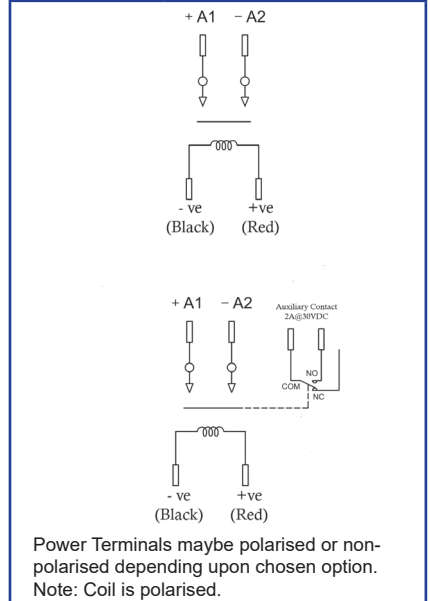 + A1 − A2
- ve +ve
(Black) (Red)
+ A1 − A2
Auxiliary Contact
2A@30VDC
NO
COM
NC
- ve +ve
(Black) (Red)
Power Terminals maybe polarised or non-
polarised depending upon chosen option.
Note: Coil is polarised.